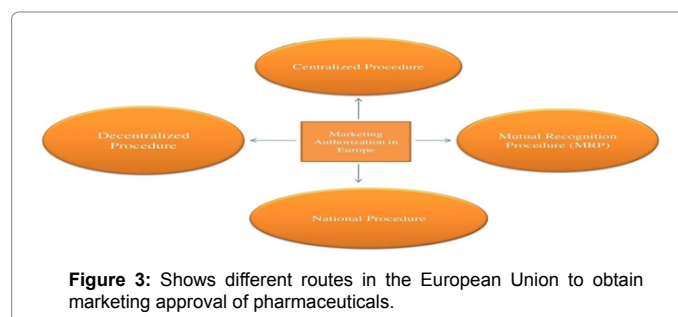 Centralized Procedure
Decentralized
Procedure
Marketing
Authorization in
Europe
Mutual Recognition
Procedure (MRP)
National Procedure
Figure 3: Shows different routes in the European Union to obtain
marketing approval of pharmaceuticals.